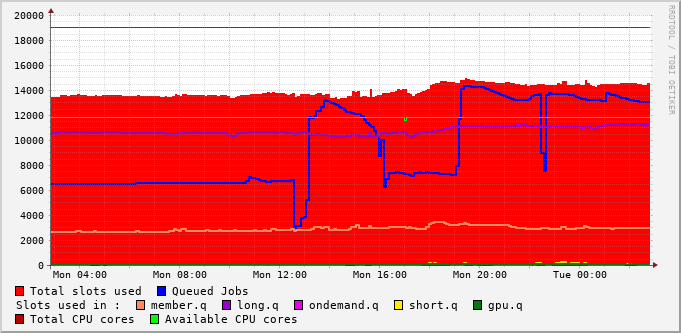 20000
18000
16000
14000
12000
10000
8000
6000
4000
2000
0
Mon 04:00 Mon 08:00 Mon 12:00 Mon 16:00 Mon 20:00 Tue 00:00
Total slots used Queued Jobs
Slots used in : member.q long.q ondemand.q short.q gpu.q
Total CPU cores Available CPU cores
RRDTOOL / TOBI OETIKER